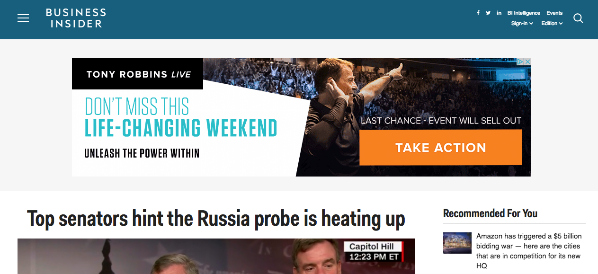 BUSINESS
INSIDER
BI Intelligence Events
Sign-in Edition
TONY ROBBINS LIVE
DON'T MISS THIS
LIFE-CHANGING WEEKEND
UNLEASH THE POWER WITHIN
LAST CHANCE - EVENT WILL SELL OUT
TAKE ACTION
Top senators hint the Russia probe is heating up
Capitol Hill
12:23 PM ET
Recommended For You
Amazon has triggered a $5 billion
bidding war — here are the cities
that are in competition for its new
HQ